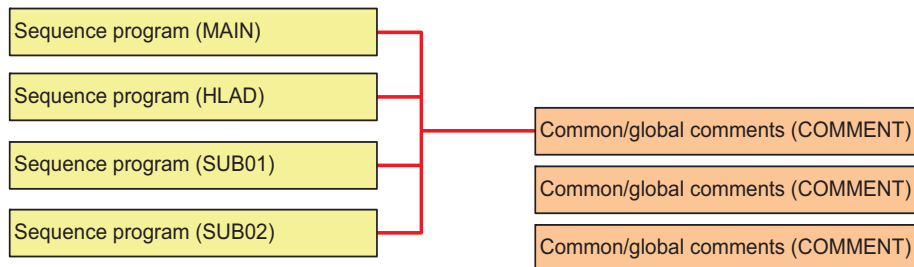 Sequence program (MAIN)
Sequence program (HLAD)
Sequence program (SUB01)
Sequence program (SUB02)
Common/global comments (COMMENT)
Common/global comments (COMMENT)
Common/global comments (COMMENT)